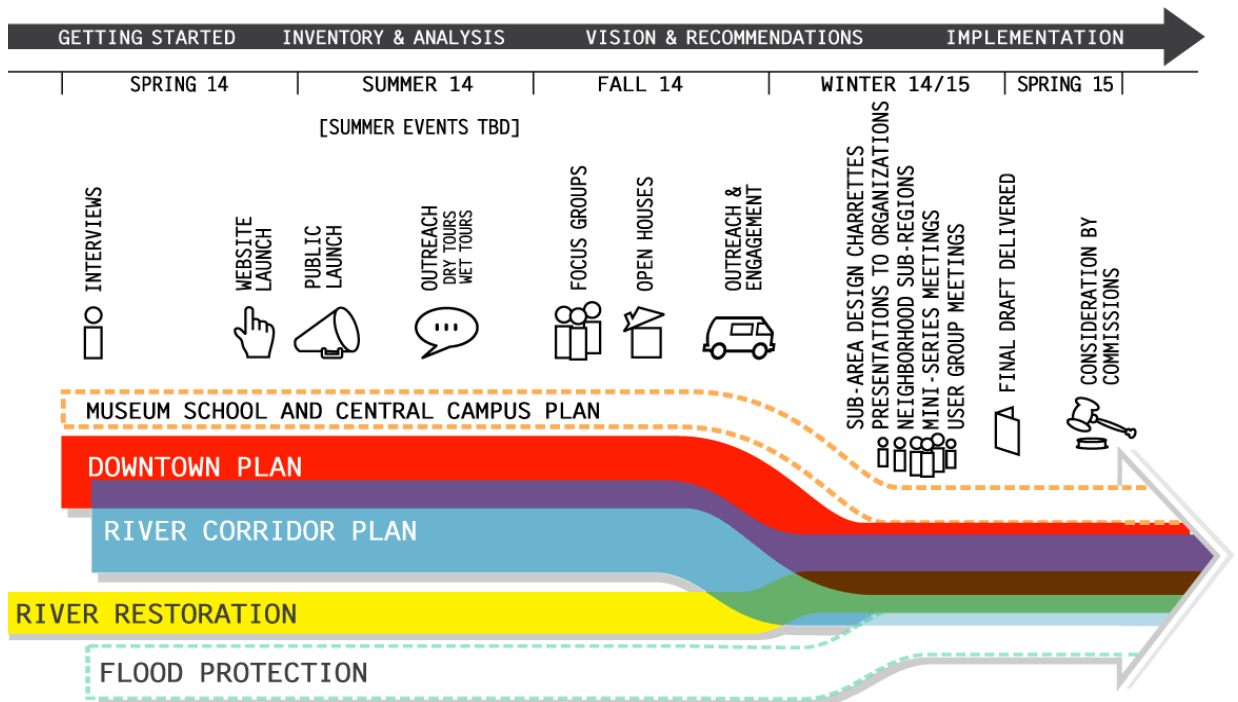 GETTING STARTED INVENTORY & ANALYSIS VISION & RECOMMENDATIONS IMPLEMENTATION
SPRING 14 SUMMER 14 FALL 14 WINTER 14/15 SPRING 15
[SUMMER EVENTS TBD]
INTERVIEWS
WEBSITE
LAUNCH
PUBLIC
LAUNCH
OUTREACH
DRY TOURS
WET TOURS
FOCUS GROUPS
OPEN HOUSES
OUTREACH &
ENGAGEMENT
SUB-AREA DESIGN CHARRETTES
PRESENTATIONS TO ORGANIZATIONS
NEIGHBORHOOD SUB-REGIONS
MINI-SERIES MEETINGS
USER GROUP MEETINGS
FINAL DRAFT DELIVERED
CONSIDERATION BY
COMMISSIONS
MUSEUM SCHOOL AND CENTRAL CAMPUS PLAN
DOWNTOWN PLAN
RIVER CORRIDOR PLAN
RIVER RESTORATION
FLOOD PROTECTION